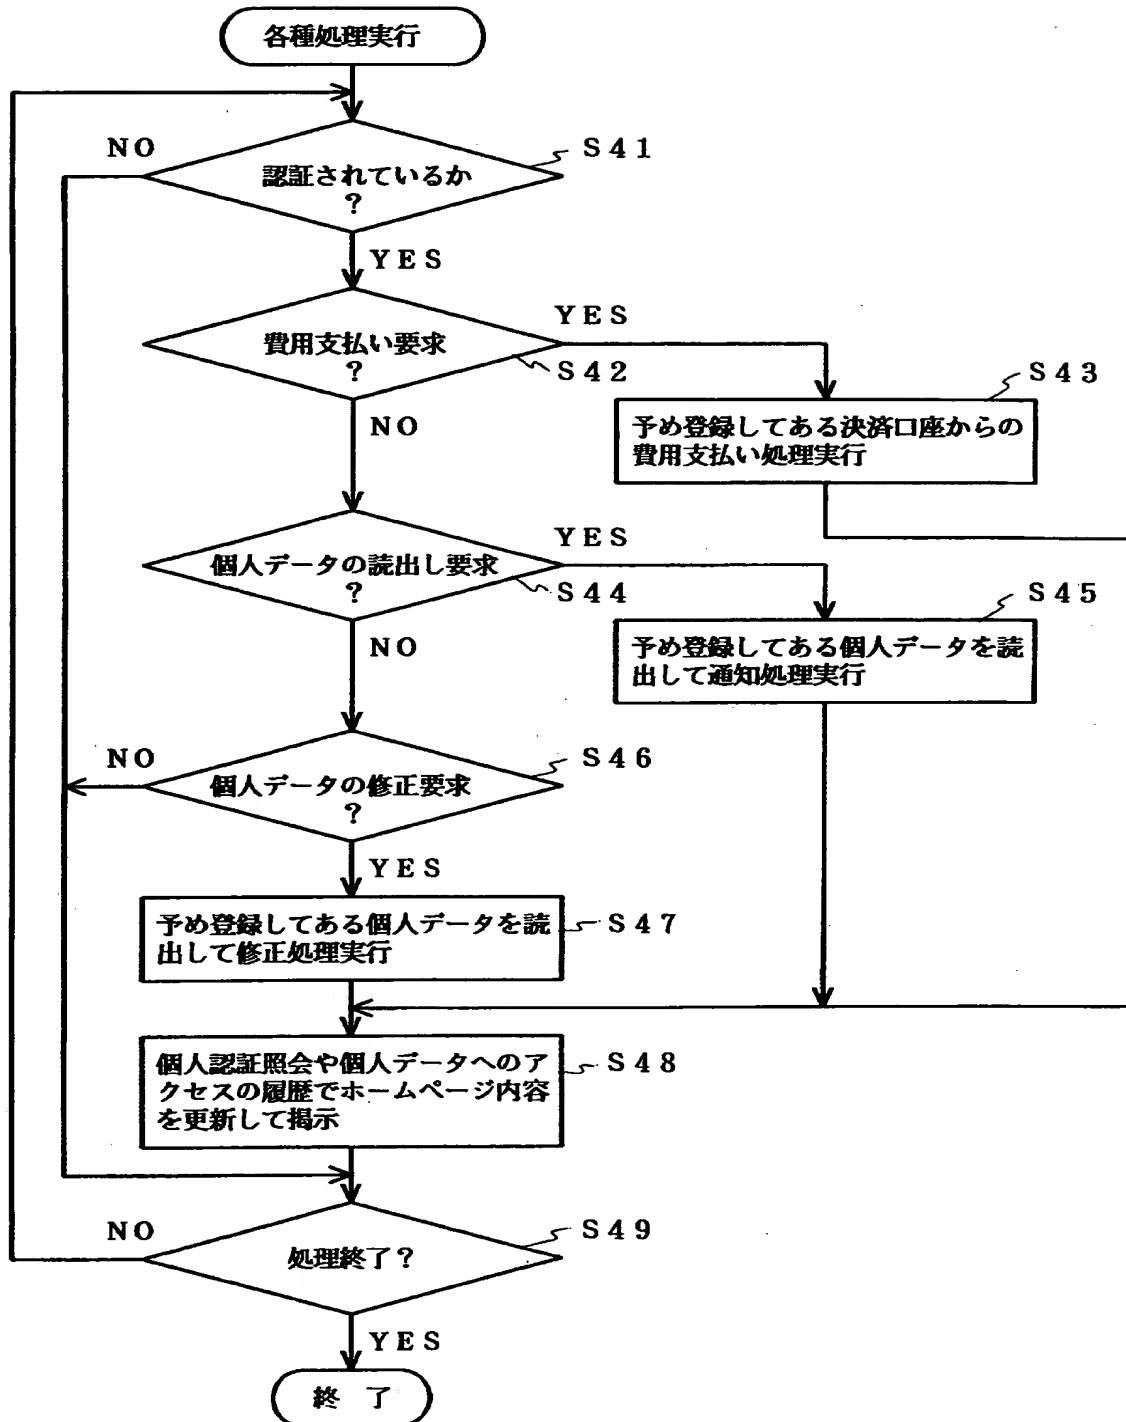 各種処理実行
NO
S41
認証されているか
?
YES
YES
費用支払い要求
?
S42
S43
NO
予め登録してある決済口座からの
費用支払い処理実行
YES
個人データの読出し要求
?
S44
S45
NO
予め登録してある個人データを読
出して通知処理実行
NO
S46
個人データの修正要求
?
YES
予め登録してある個人データを読
出して修正処理実行
S47
個人認証照会や個人データへのア
クセスの履歴でホームページ内容
を更新して掲示
S48
NO
S49
処理終了?
YES
終 了